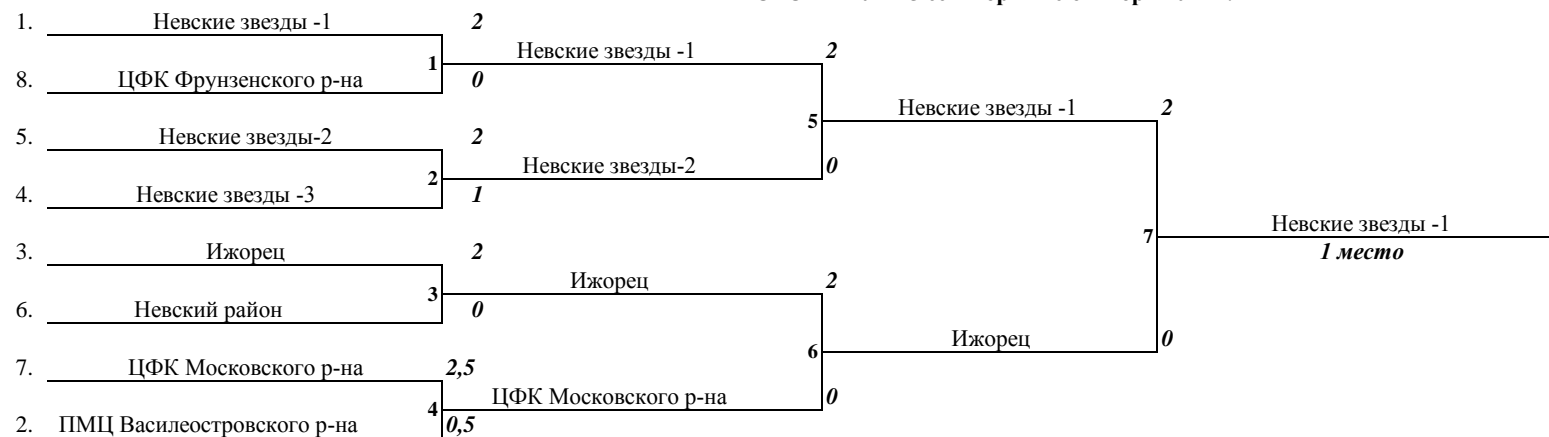 1. Невские звезды -1 2
Невские звезды -1 2
1
8. ЦФК Фрунзенского р-на 0
Невские звезды -1 2
5
5. Невские звезды-2 2
Невские звезды-2 0
2
4. Невские звезды -3 1
Невские звезды -1
7
1 место
3. Ижорец 2
Ижорец 2
3
6. Невский район 0
Ижорец 0
6
7. ЦФК Московского р-на 2,5
ЦФК Московского р-на 0
4
2. ПМЦ Василеостровского р-на 0,5